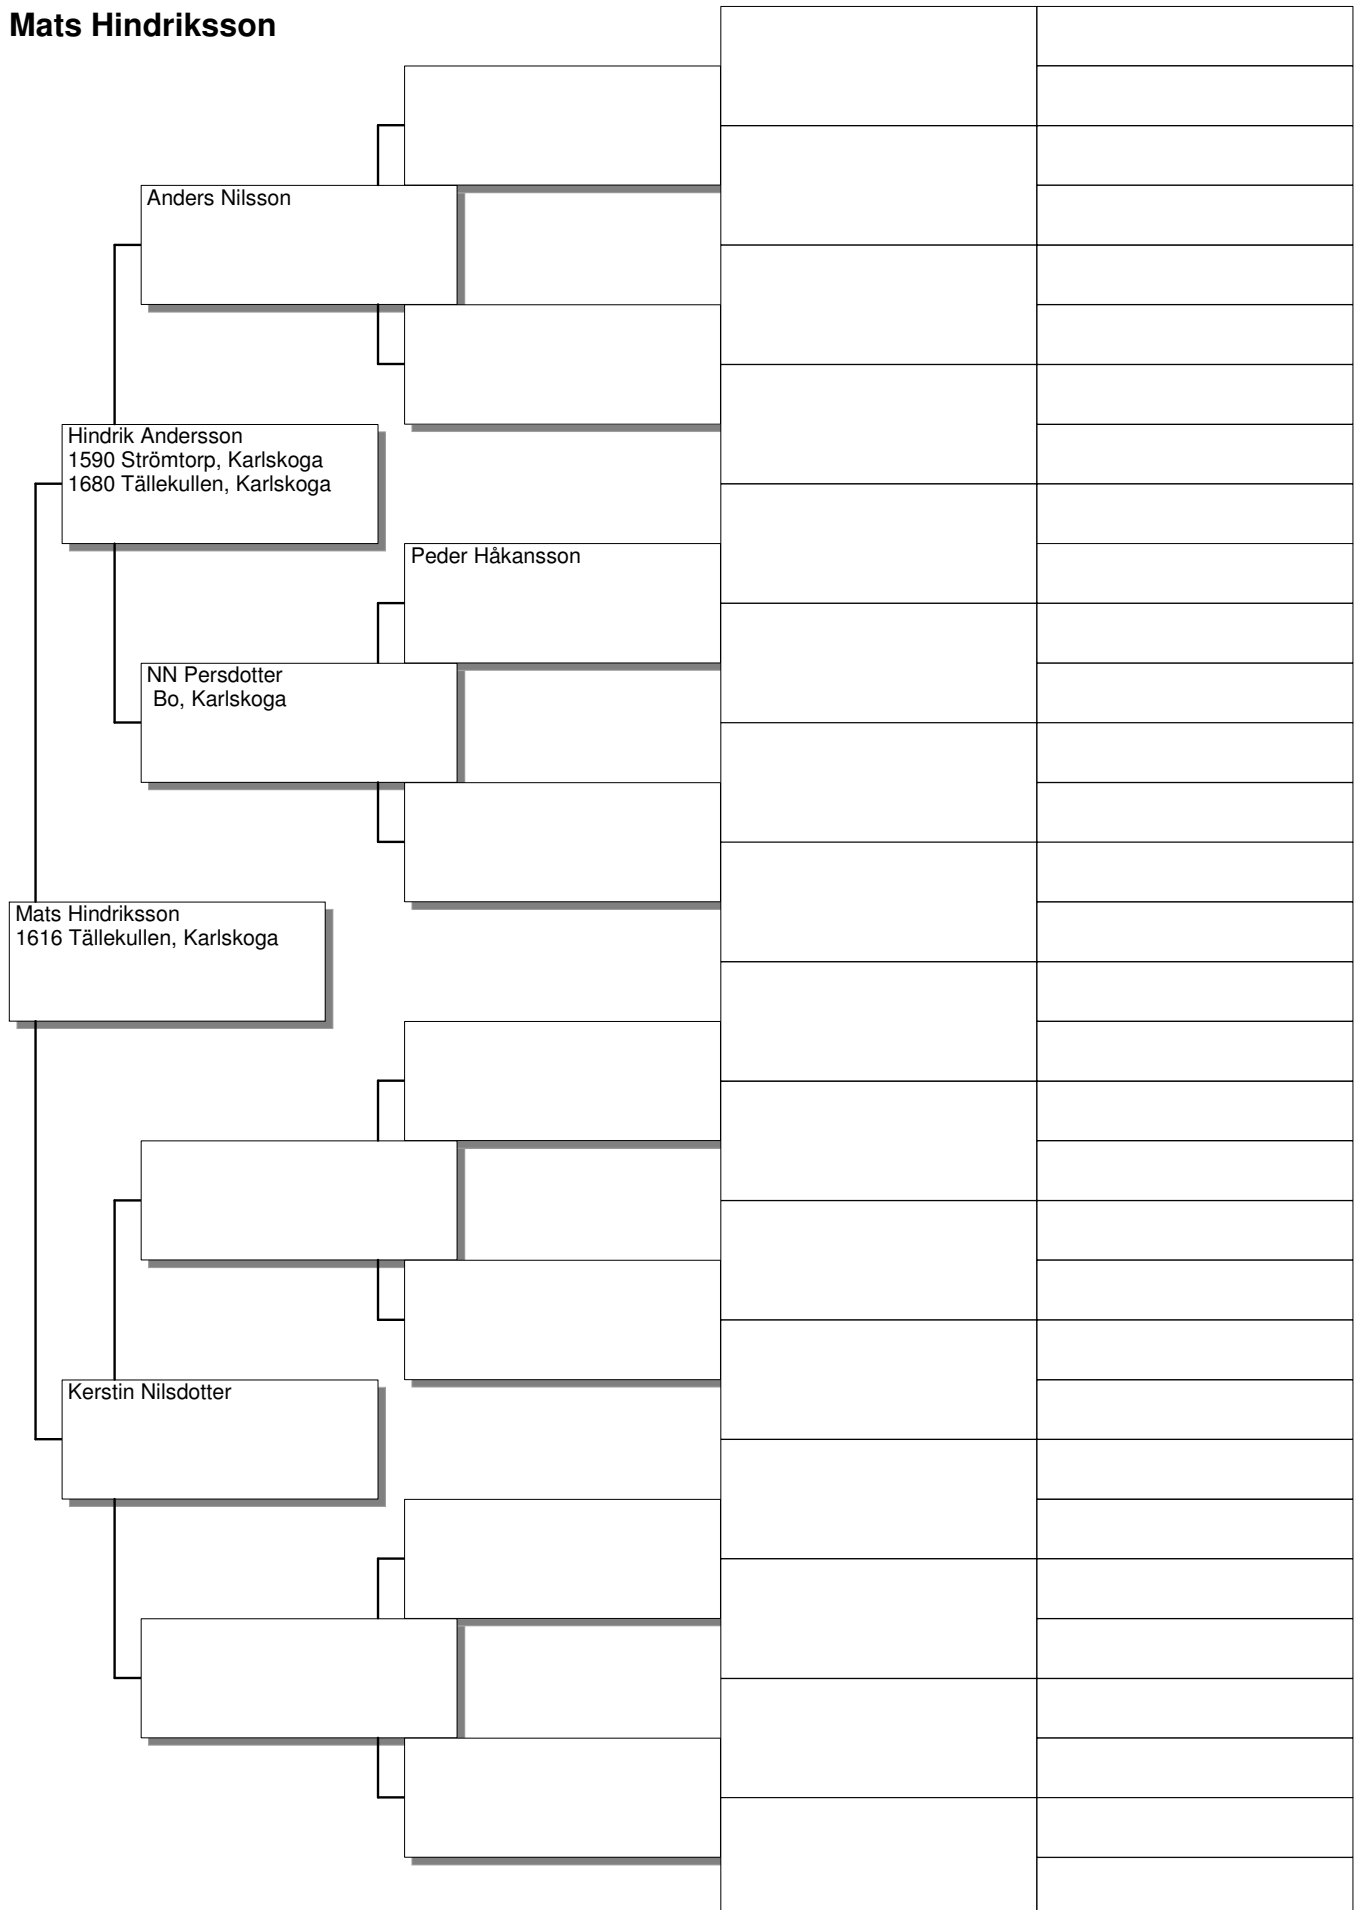 Mats Hindriksson
Anders Nilsson
Hindrik Andersson
1590 Strömtorp, Karlskoga
1680 Tällekullen, Karlskoga
Peder Håkansson
NN Persdotter
Bo, Karlskoga
Mats Hindriksson
1616 Tällekullen, Karlskoga
Kerstin Nilsdotter